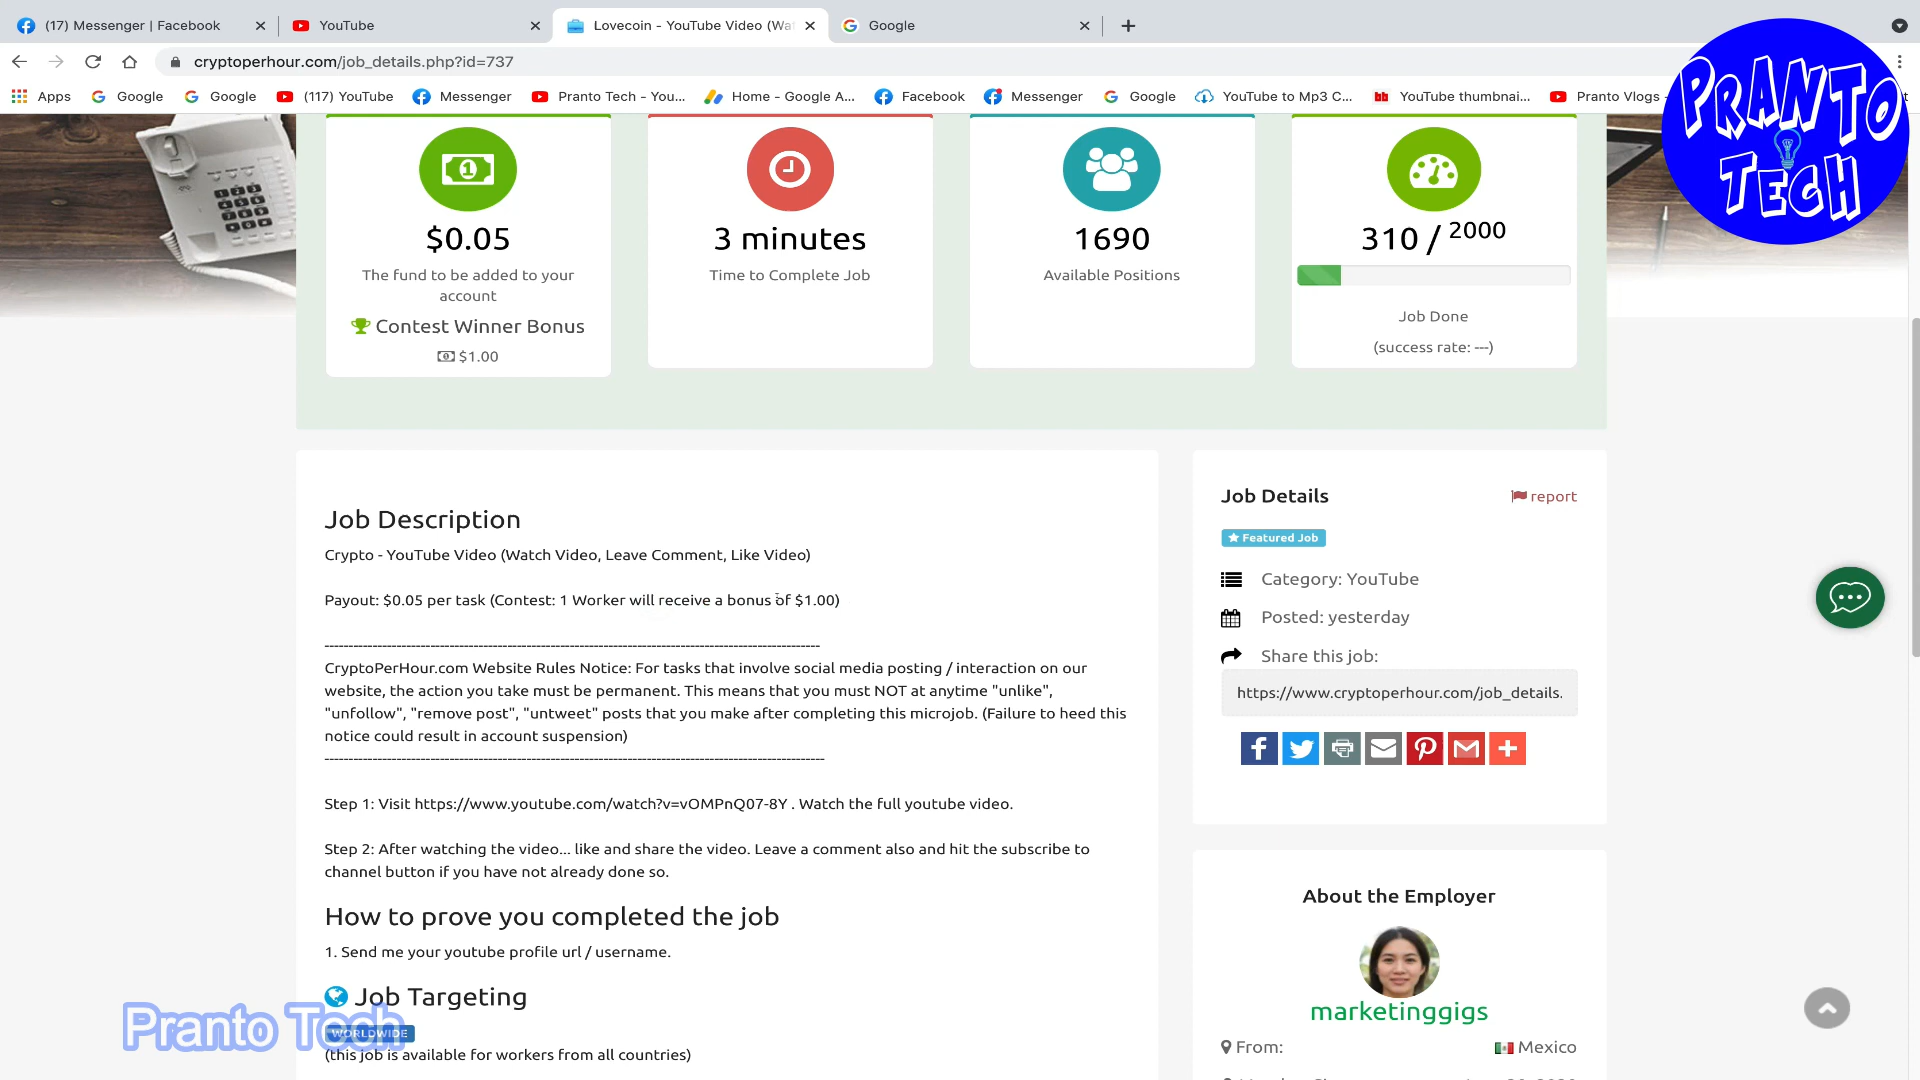 (17) Messenger | Facebook
YouTube
Lovecoin - YouTube Video (Wa
Google
cryptoperhour.com/job_details.php?id=737
Apps
Google
Google
(117) YouTube
Messenger
Pranto Tech - You...
Home - Google A...
Facebook
Messenger
Google
YouTube to Mp3 C...
YouTube thumbnai...
Pranto Vlogs -
PRANTO
TECH
$0.05
The fund to be added to your
account
Contest Winner Bonus
$1.00
3 minutes
Time to Complete Job
1690
Available Positions
310 / 2000
Job Done
(success rate: ---)
Job Description
Crypto - YouTube Video (Watch Video, Leave Comment, Like Video)
Payout: $0.05 per task (Contest: 1 Worker will receive a bonus of $1.00)
CryptoPerHour.com Website Rules Notice: For tasks that involve social media posting / interaction on our
website, the action you take must be permanent. This means that you must NOT at anytime "unlike",
"unfollow", "remove post", "untweet" posts that you make after completing this microjob. (Failure to heed this
notice could result in account suspension)
Step 1: Visit https://www.youtube.com/watch?v=vOMPnQ07-8Y . Watch the full youtube video.
Step 2: After watching the video... like and share the video. Leave a comment also and hit the subscribe to
channel button if you have not already done so.
How to prove you completed the job
1. Send me your youtube profile url / username.
Job Targeting
WORLDWIDE
(this job is available for workers from all countries)
Pranto Tech
Job Details
report
Featured Job
Category: YouTube
Posted: yesterday
Share this job:
https://www.cryptoperhour.com/job_details.
About the Employer
marketinggigs
From:
Mexico